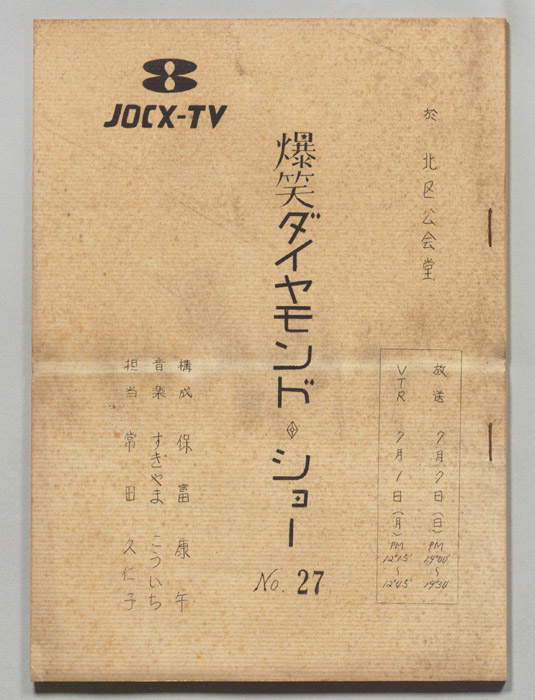 JOCX-TV
於 北区公会堂
放送 7月7日(日) PM 19°00'~19°30'
VTR 7月1日(月) PM 12°15'~12°45'
爆笑ダイヤモンド・ショー
No. 27
構成 保富康午
音楽 すぎやまこういち
担当 常田久仁子